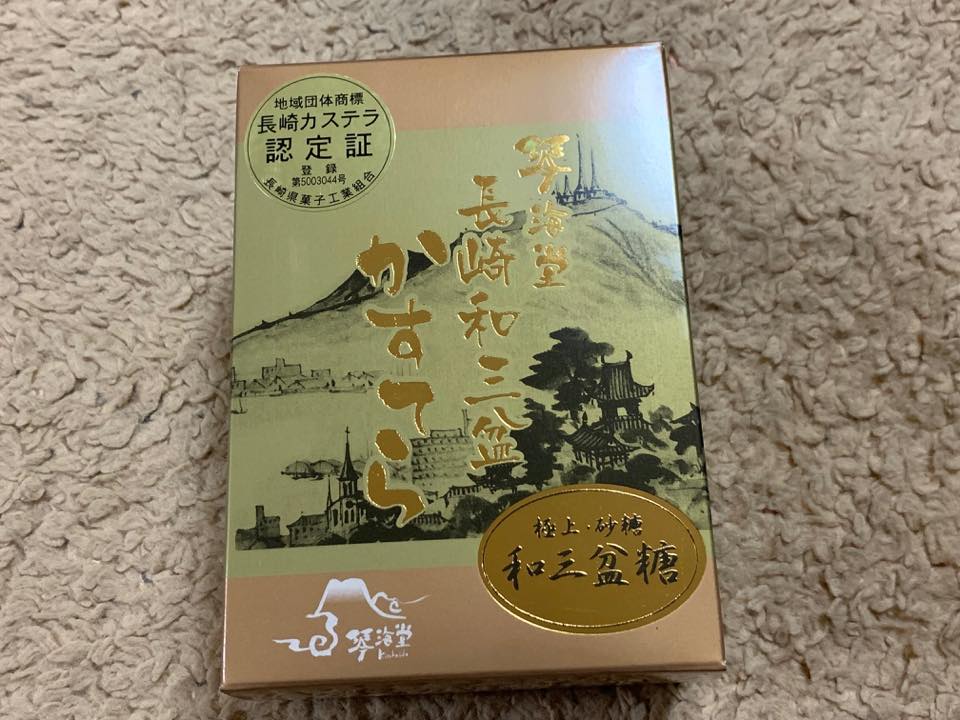 地域団体商標
長崎カステラ
認定証
登録
第5003044号
長崎県菓子工業組合
琴海堂
長崎和三盆
かすてら
極上・砂糖
和三盆糖
琴海堂
Kinkaido